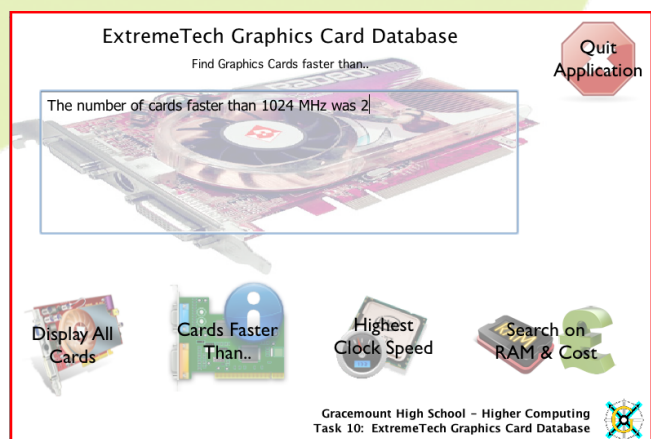 ExtremeTech Graphics Card Database
Find Graphics Cards faster than..
Quit
Application
RADEON
The number of cards faster than 1024 MHz was 2
Display All
Cards
Cards Faster
Than..
Highest
Clock Speed
Search on
RAM & Cost
Gracemount High School - Higher Computing
Task 10: ExtremeTech Graphics Card Database